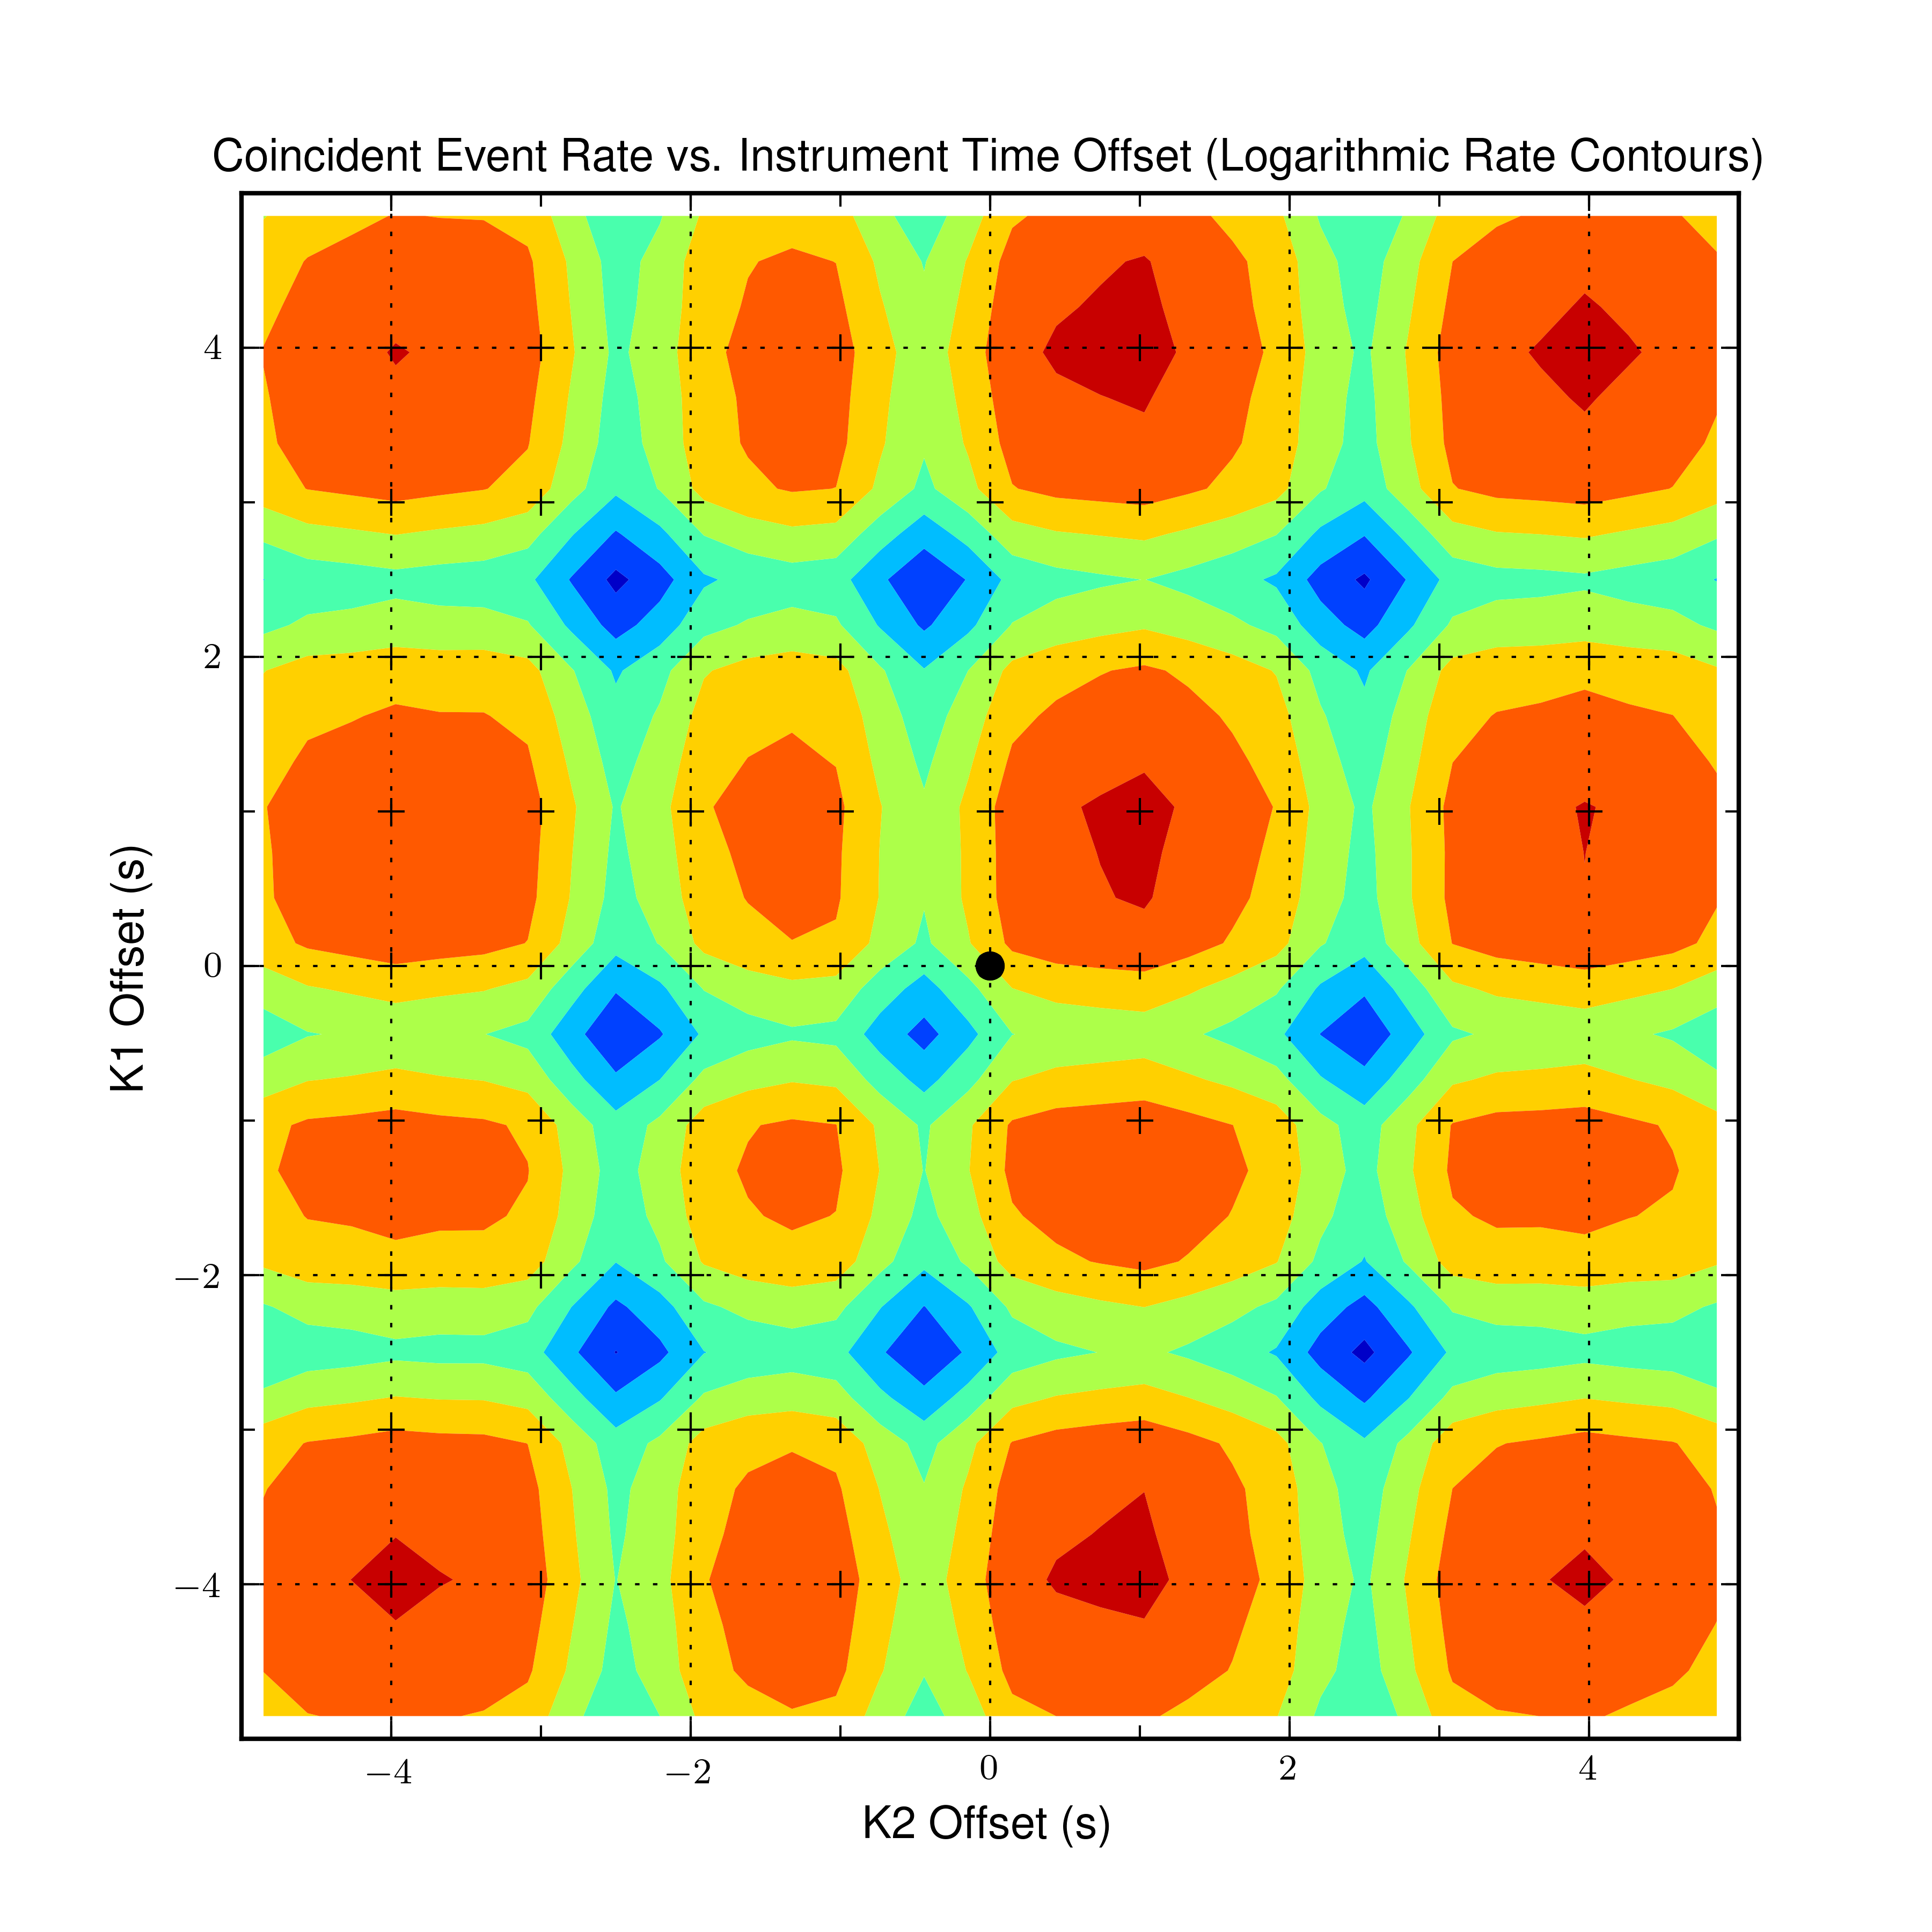 Coincident Event Rate vs. Instrument Time Offset (Logarithmic Rate Contours)
4
2
0
−2
−4
K1 Offset (s)
−4 −2 0 2 4
K2 Offset (s)